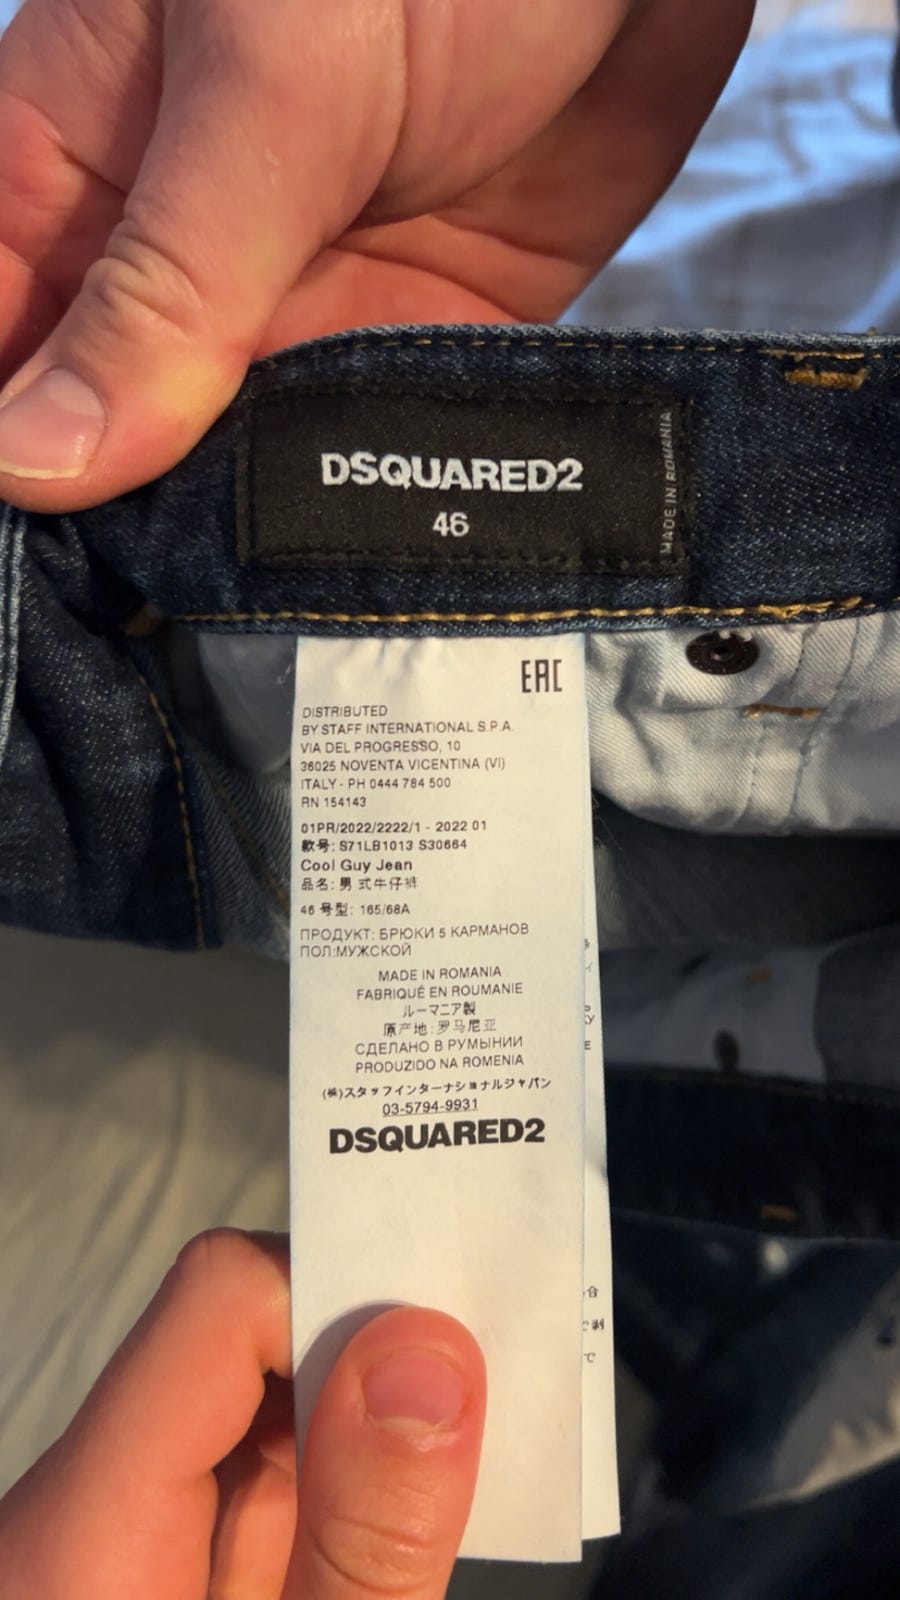 DSQUARED2
46
MADE IN ROMANIA
EAC
DISTRIBUTED
BY STAFF INTERNATIONAL S.P.A.
VIA DEL PROGRESSO, 10
36025 NOVENTA VICENTINA (VI)
ITALY - PH 0444 784 500
RN 154143
01PR/2022/2222/1 - 2022 01
款号: S71LB1013 S30664
Cool Guy Jean
品名: 男式牛仔裤
46 号型: 165/68A
ПРОДУКТ: БРЮКИ 5 КАРМАНОВ
ПОЛ:МУЖСКОЙ
MADE IN ROMANIA
FABRIQUÉ EN ROUMANIE
ルーマニア製
原产地: 罗马尼亚
СДЕЛАНО В РУМЫНИИ
PRODUZIDO NA ROMENIA
(株)スタッフインターナショナルジャパン
03-5794-9931
DSQUARED2
合
で剥
で